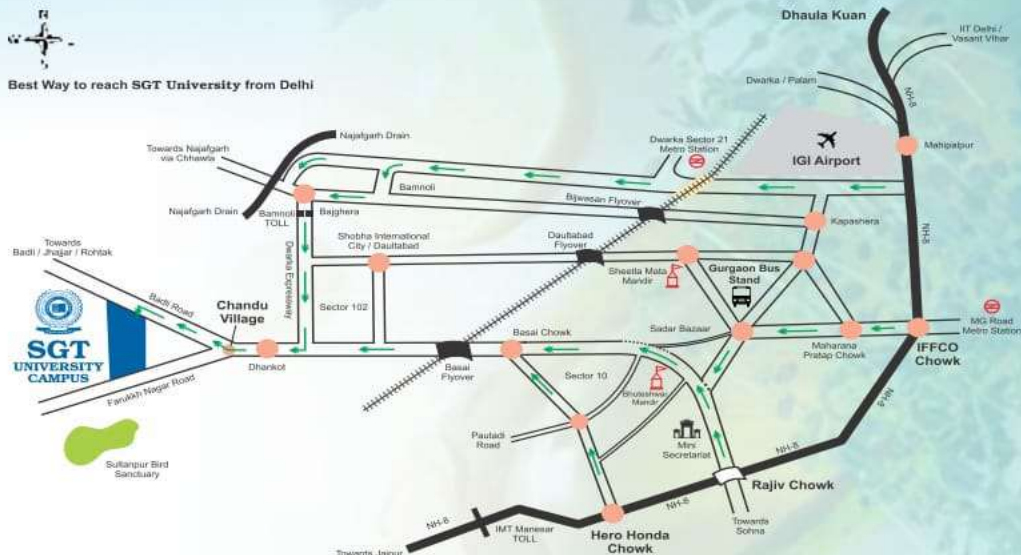 Dhaula Kuan
IIT Delhi /
Vasant Vihar
Best Way to reach SGT University from Delhi
Dwarka / Palam
NH-8
Najafgarh Drain
Towards Najafgarh
via Chhawla
Dwarka Sector 21
Metro Station
IGI Airport
Mahipalpur
Bamnoli
Bijwasan Flyover
Najafgarh Drain
Bamnoli
TOLL
Bajghera
Kapashera
NH-8
Towards
Badli / Jhajjar / Rohtak
Shobha International
City / Daultabad
Daultabad
Flyover
Sheetla Mata
Mandir
Gurgaon Bus
Stand
Dwarka Expressway
Badli Road
Chandu
Village
Sector 102
MG Road
Metro Station
SGT
UNIVERSITY
CAMPUS
Basai Chowk
Sadar Bazaar
Maharana
Pratap Chowk
IFFCO
Chowk
Dhankot
Basai
Flyover
Sector 10
Bhuteshwar
Mandir
Farukh Nagar Road
NH-8
Pautadi
Road
Mini
Secretariat
Sultanpur Bird
Sanctuary
NH-8
Rajiv Chowk
NH-8
NH-8
IMT Manesar
TOLL
Hero Honda
Chowk
Towards
Sohna
Towards Jaipur